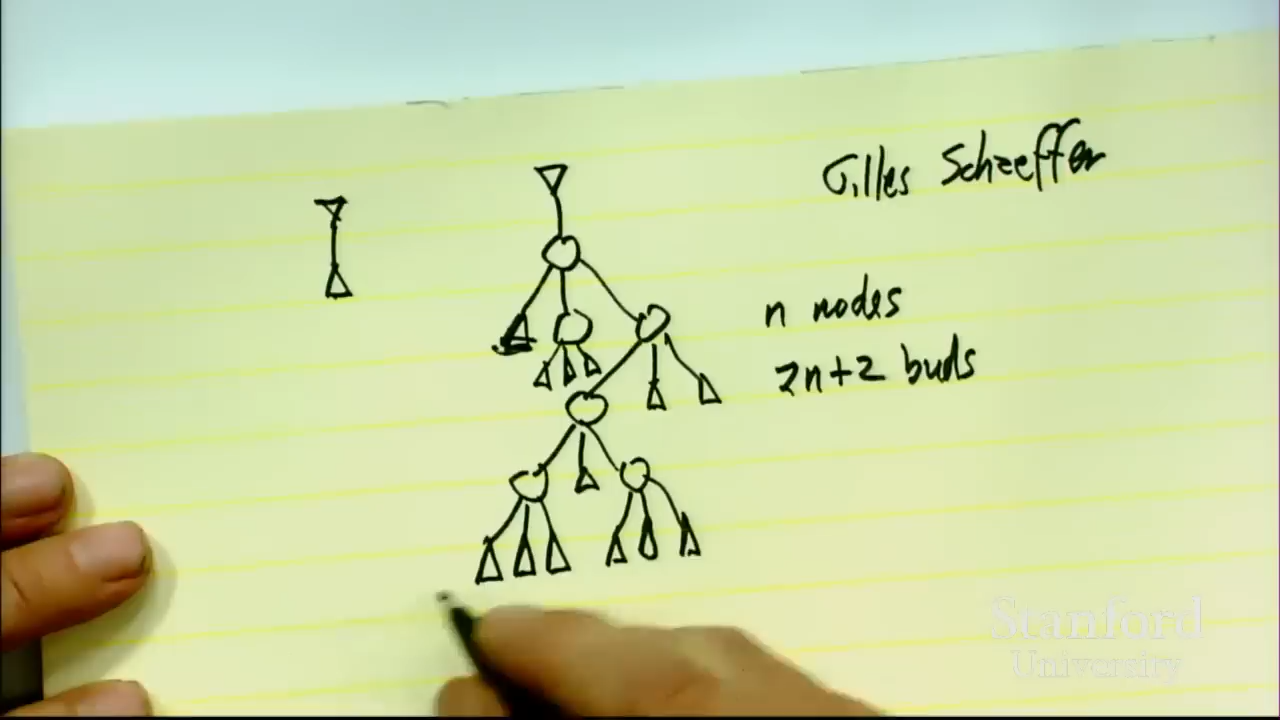 Gilles Schaeffer
n nodes
2n+2 buds
Stanford
University